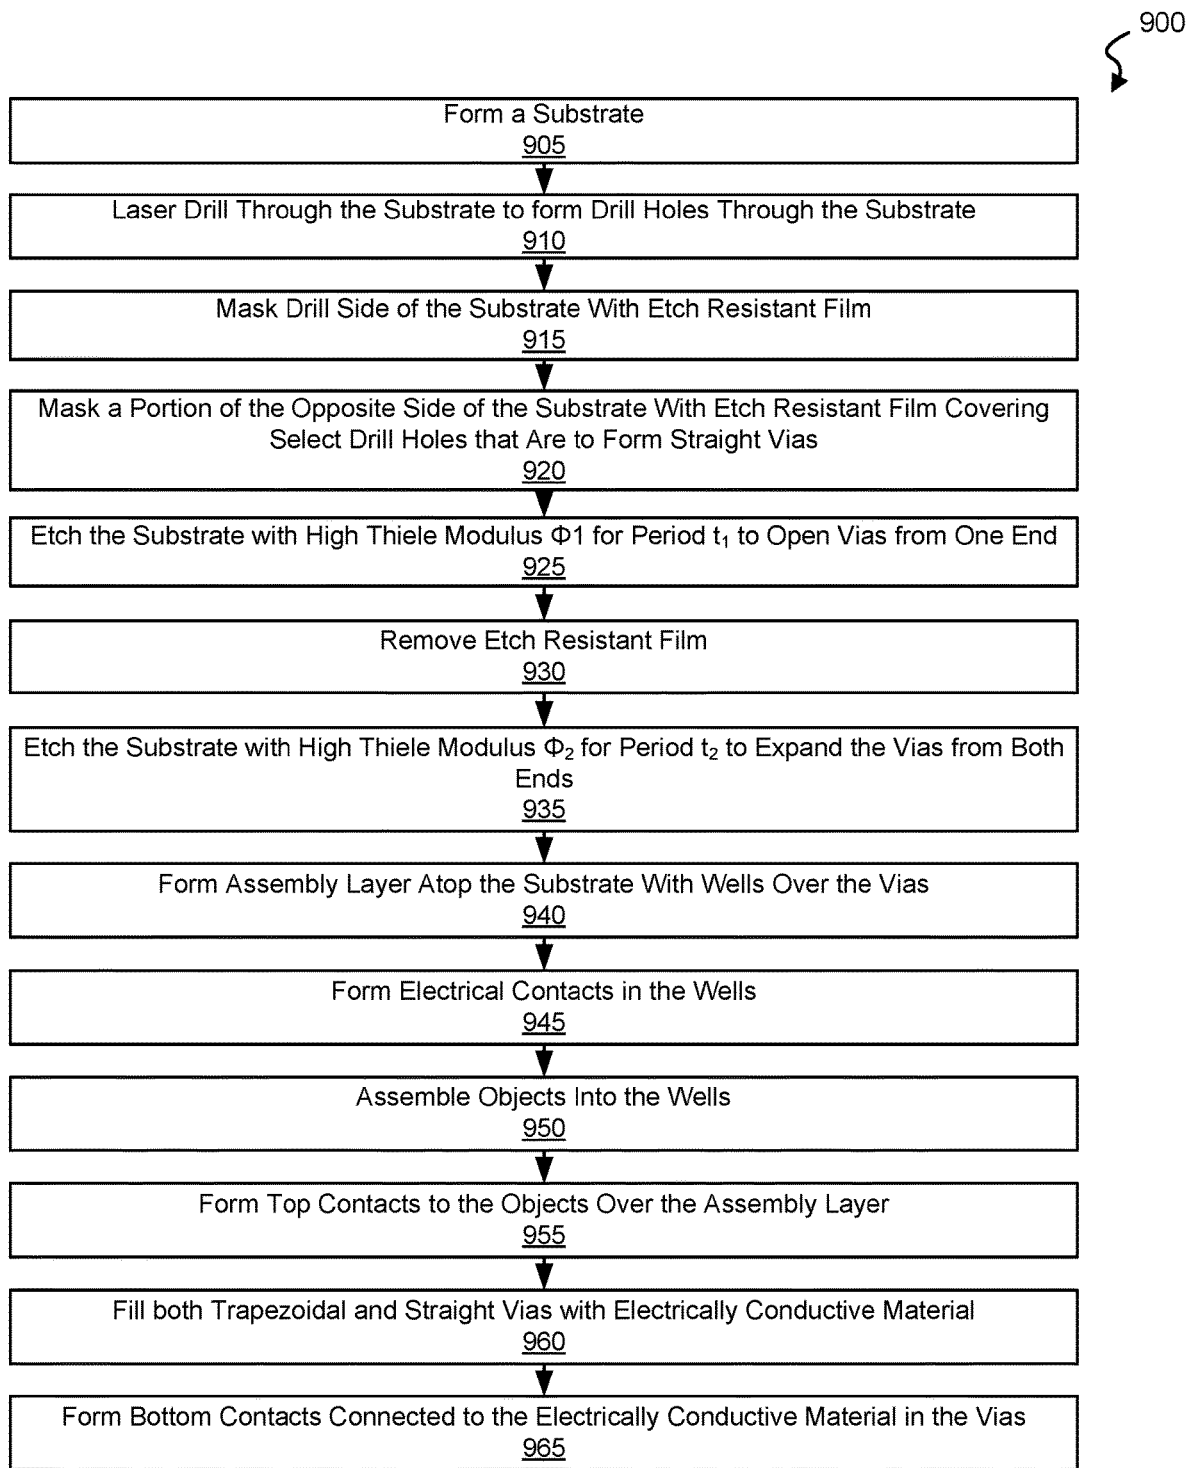 900
Form a Substrate
905
Laser Drill Through the Substrate to form Drill Holes Through the Substrate
910
Mask Drill Side of the Substrate With Etch Resistant Film
915
Mask a Portion of the Opposite Side of the Substrate With Etch Resistant Film Covering
Select Drill Holes that Are to Form Straight Vias
920
Etch the Substrate with High Thiele Modulus Φ1 for Period t₁ to Open Vias from One End
925
Remove Etch Resistant Film
930
Etch the Substrate with High Thiele Modulus Φ₂ for Period t₂ to Expand the Vias from Both
Ends
935
Form Assembly Layer Atop the Substrate With Wells Over the Vias
940
Form Electrical Contacts in the Wells
945
Assemble Objects Into the Wells
950
Form Top Contacts to the Objects Over the Assembly Layer
955
Fill both Trapezoidal and Straight Vias with Electrically Conductive Material
960
Form Bottom Contacts Connected to the Electrically Conductive Material in the Vias
965